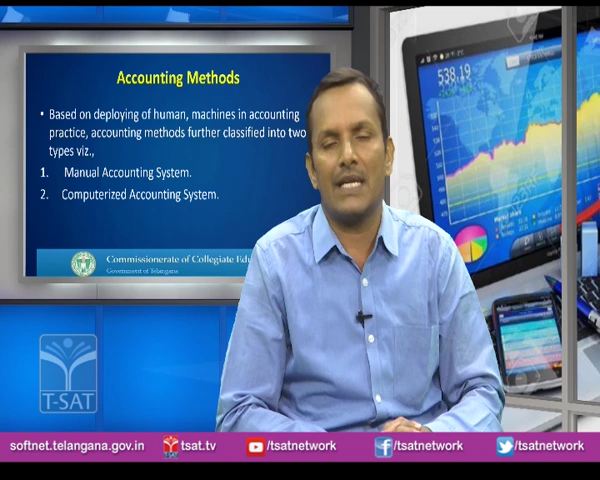 Accounting Methods
• Based on deploying of human, machines in accounting
practice, accounting methods further classified into two
types viz.,
1. Manual Accounting System.
2. Computerized Accounting System.
Commissionerate of Collegiate Edu
Government of Telangana
538.19
T-SAT
softnet.telangana.gov.in tsat.tv /tsatnetwork /tsatnetwork /tsatnetwork